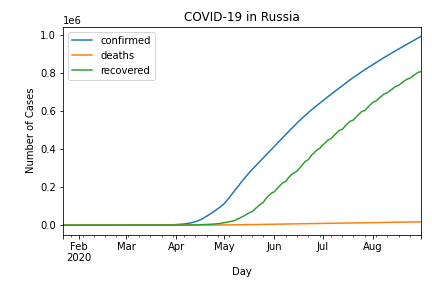 COVID-19 in Russia
1e6
confirmed
deaths
recovered
1.0
0.8
0.6
0.4
0.2
0.0
Number of Cases
Feb Mar Apr May Jun Jul Aug
2020
Day